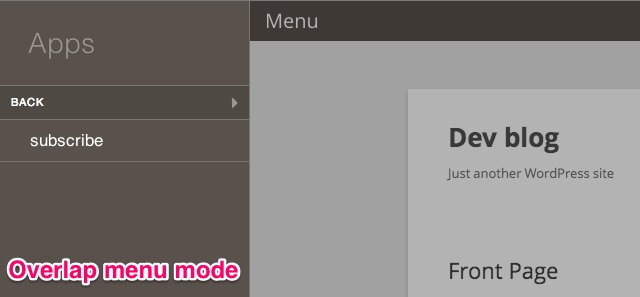 Apps
BACK
subscribe
Overlap menu mode
Menu
Dev blog
Just another WordPress site
Front Page